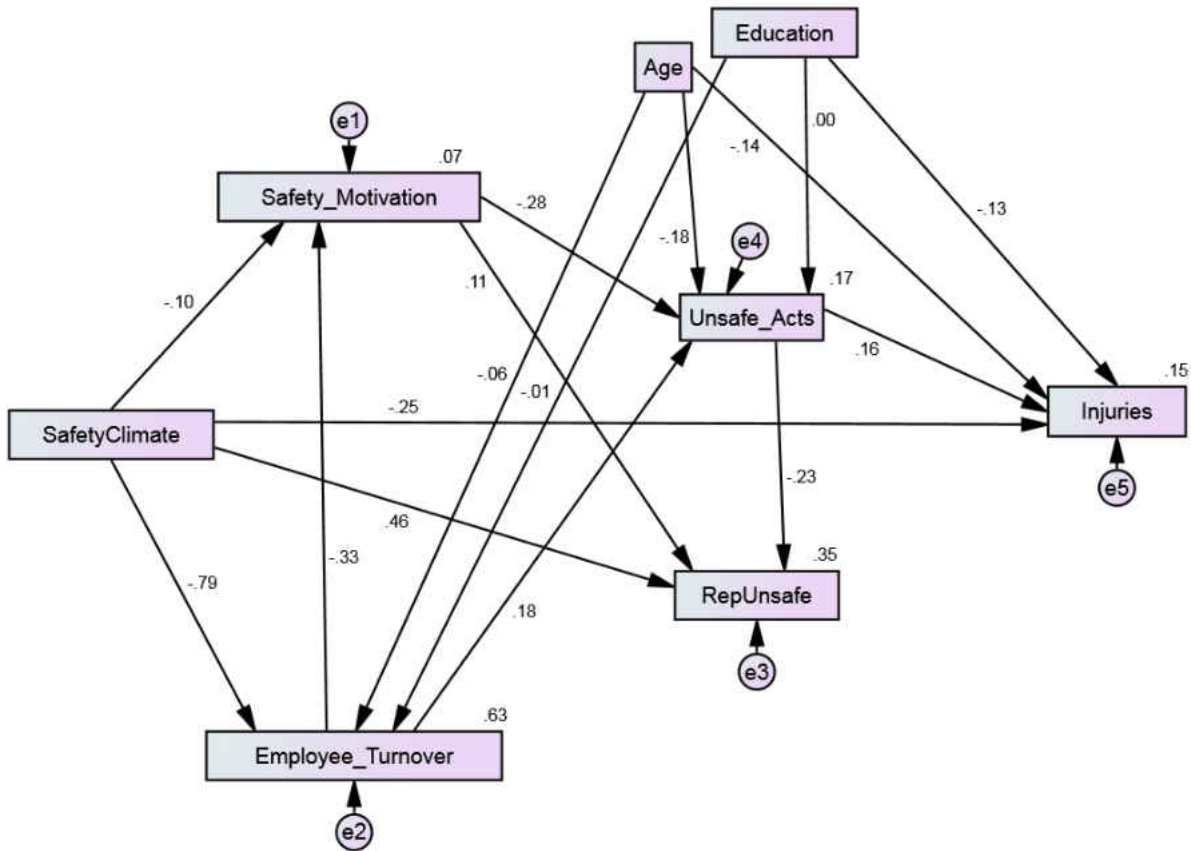 Education
Age
e1
.00
.07
-.14
Safety_Motivation
-.28
-.13
-.18
e4
.11
.17
-.10
Unsafe_Acts
.16
-.06
-.01
.15
-.25
Injuries
SafetyClimate
-.23
e5
.46
.35
-.33
-.79
RepUnsafe
.18
e3
.63
Employee_Turnover
e2